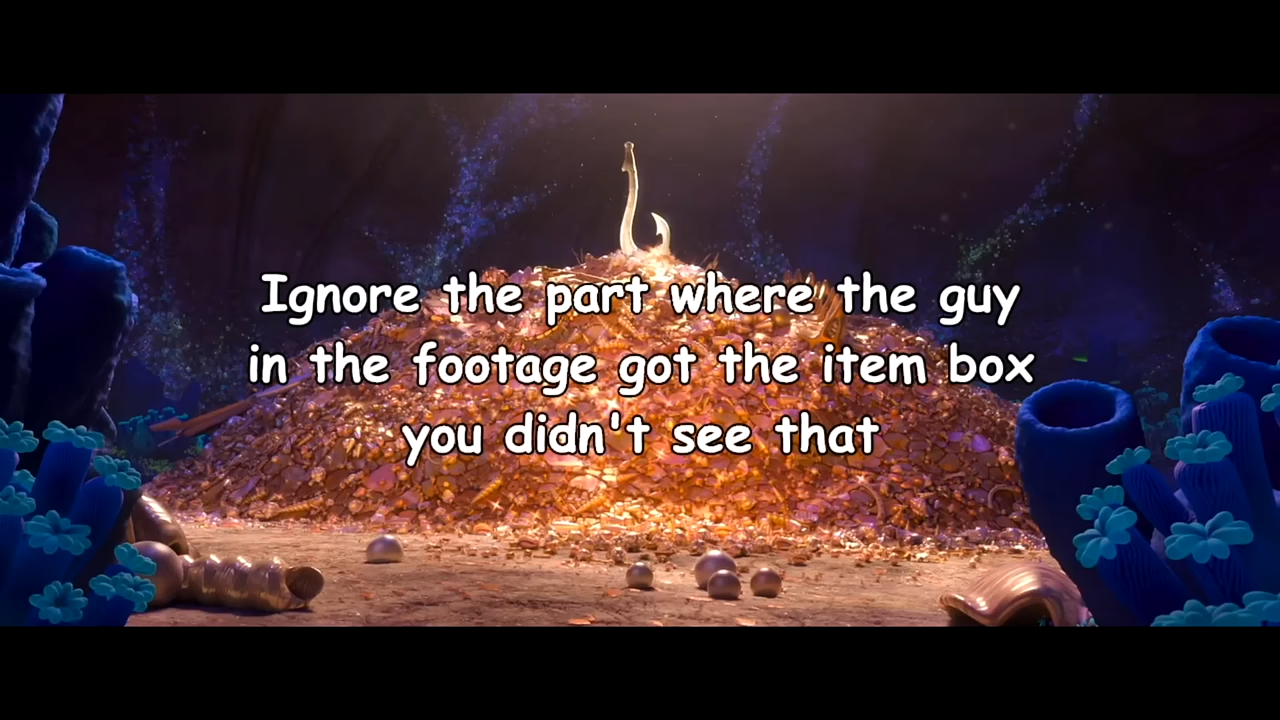 Ignore the part where the guy
in the footage got the item box
you didn't see that